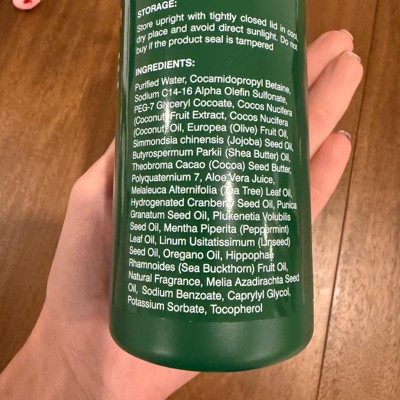 STORAGE:
Store upright with tightly closed lid in cool,
dry place and avoid direct sunlight. Do not
buy if the product seal is tampered
INGREDIENTS:
Purified Water, Cocamidopropyl Betaine,
Sodium C14-16 Alpha Olefin Sulfonate,
PEG-7 Glyceryl Cocoate, Cocos Nucifera
(Coconut) Fruit Extract, Cocos Nucifera
(Coconut) Oil, Europea (Olive) Fruit Oil,
Simmondsia chinensis (Jojoba) Seed Oil,
Butyrospermum Parkii (Shea Butter) Oil,
Theobroma Cacao (Cocoa) Seed Butter,
Polyquaternium 7, Aloe Vera Juice,
Melaleuca Alternifolia (Tea Tree) Leaf Oil,
Hydrogenated Cranberry Seed Oil, Punica
Granatum Seed Oil, Plukenetia Volubilis
Seed Oil, Mentha Piperita (Peppermint)
Leaf Oil, Linum Usitatissimum (Linseed)
Seed Oil, Oregano Oil, Hippophae
Rhamnoides (Sea Buckthorn) Fruit Oil,
Natural Fragrance, Melia Azadirachta Seed
Oil, Sodium Benzoate, Caprylyl Glycol,
Potassium Sorbate, Tocopherol